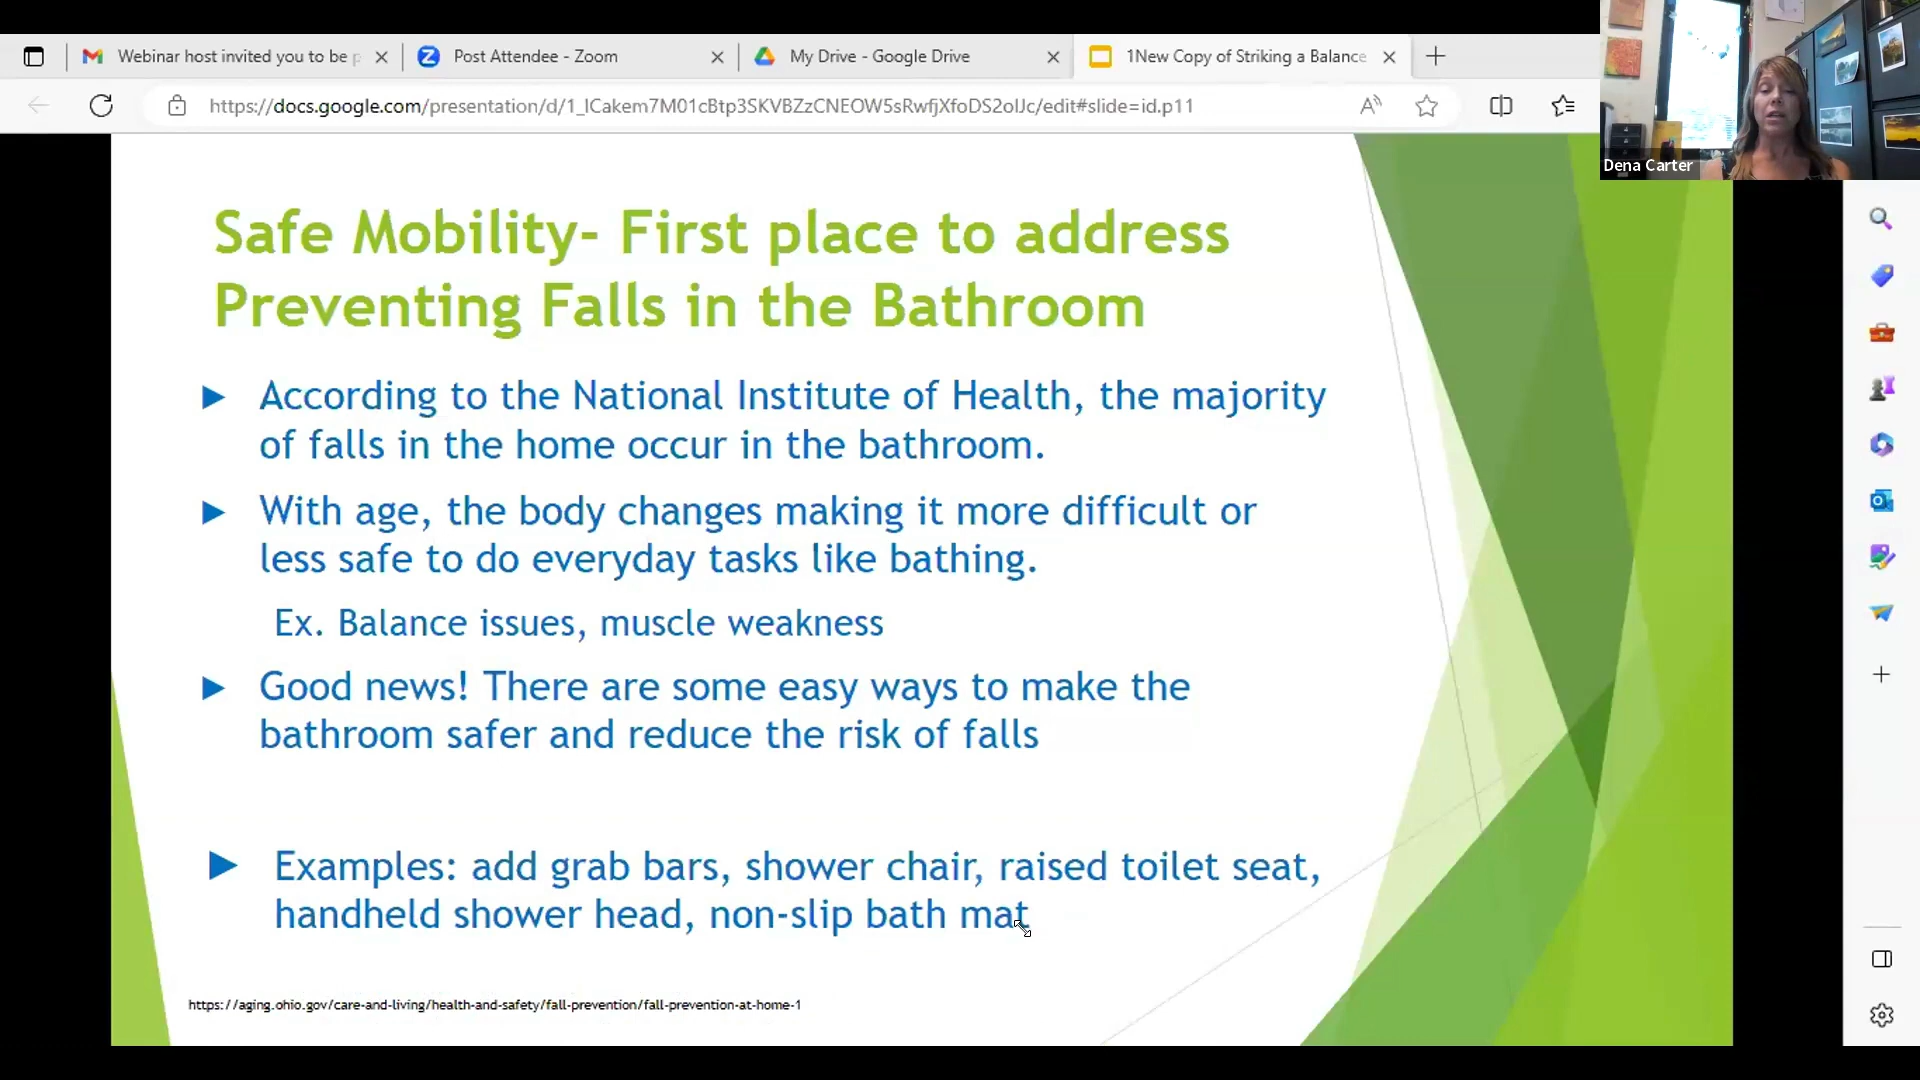 Webinar host invited you to be p
Post Attendee - Zoom
My Drive - Google Drive
1New Copy of Striking a Balance
https://docs.google.com/presentation/d/1_lCakem7M01cBtp3SKVBZzCNEOW5sRwfjXfoDS2oIJc/edit#slide=id.p11
Dena Carter
Safe Mobility- First place to address
Preventing Falls in the Bathroom
According to the National Institute of Health, the majority
of falls in the home occur in the bathroom.
With age, the body changes making it more difficult or
less safe to do everyday tasks like bathing.
Ex. Balance issues, muscle weakness
Good news! There are some easy ways to make the
bathroom safer and reduce the risk of falls
Examples: add grab bars, shower chair, raised toilet seat,
handheld shower head, non-slip bath mat
https://aging.ohio.gov/care-and-living/health-and-safety/fall-prevention/fall-prevention-at-home-1